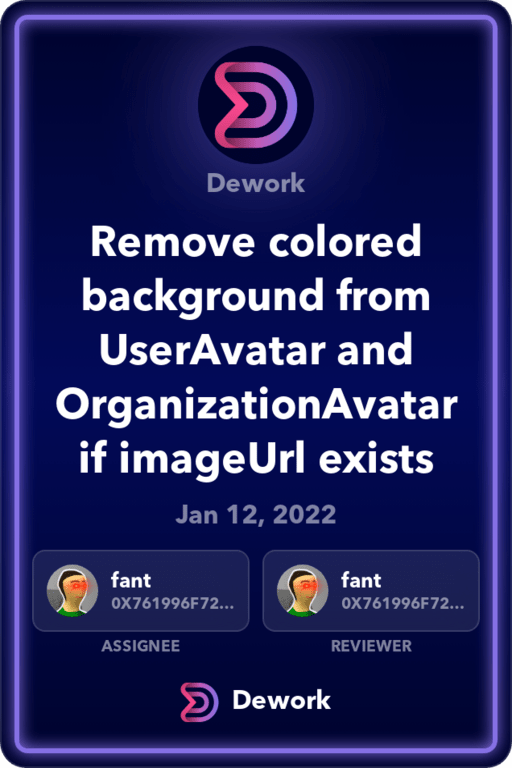 Dework
Remove colored
background from
UserAvatar and
OrganizationAvatar
if imageUrl exists
Jan 12, 2022
fant
0X761996F72...
ASSIGNEE
fant
0X761996F72...
REVIEWER
Dework